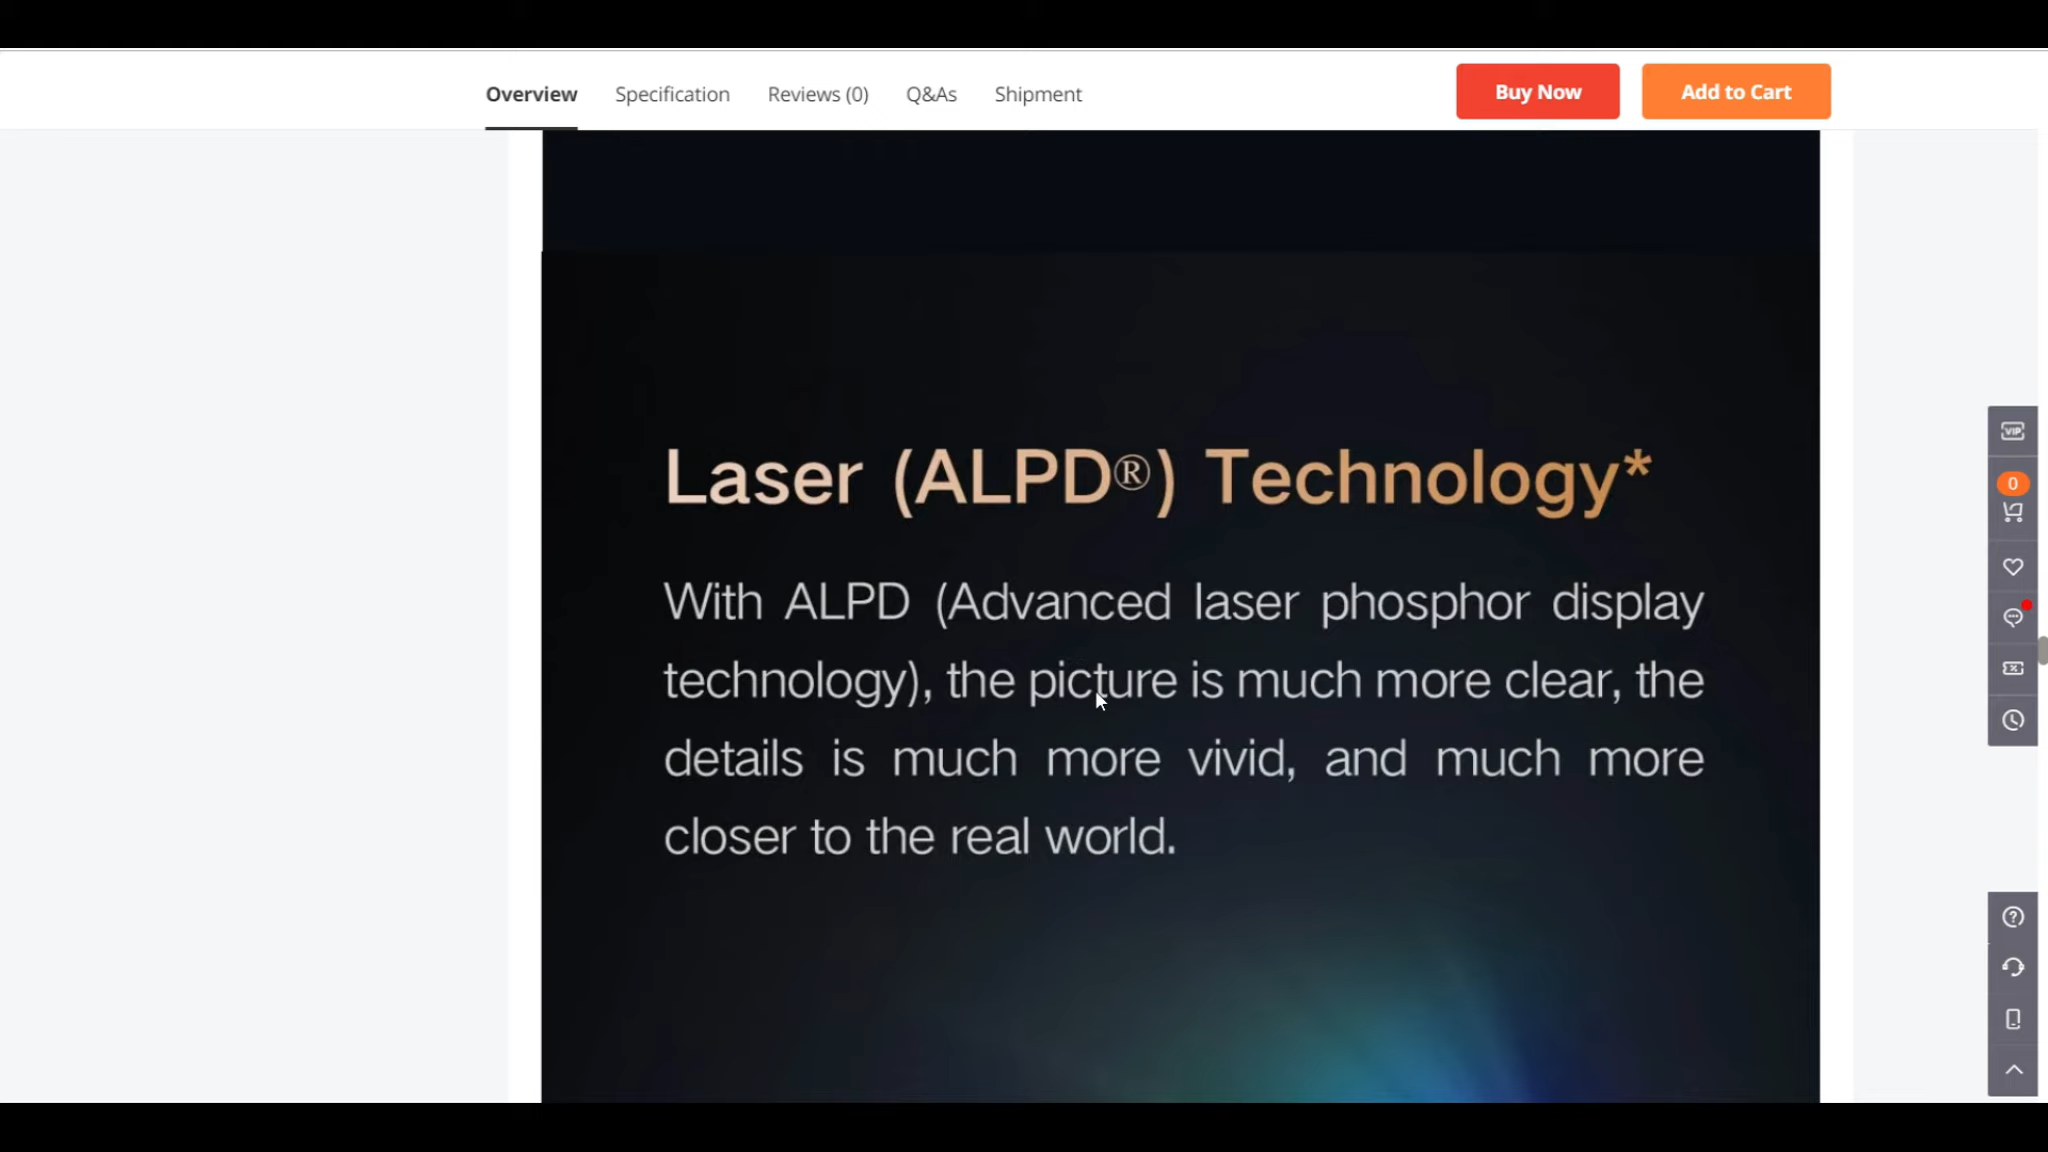 Overview Specification Reviews (0) Q&As Shipment Buy Now Add to Cart
Laser (ALPD®) Technology*
With ALPD (Advanced laser phosphor display
technology), the picture is much more clear, the
details is much more vivid, and much more
closer to the real world.
VIP
0